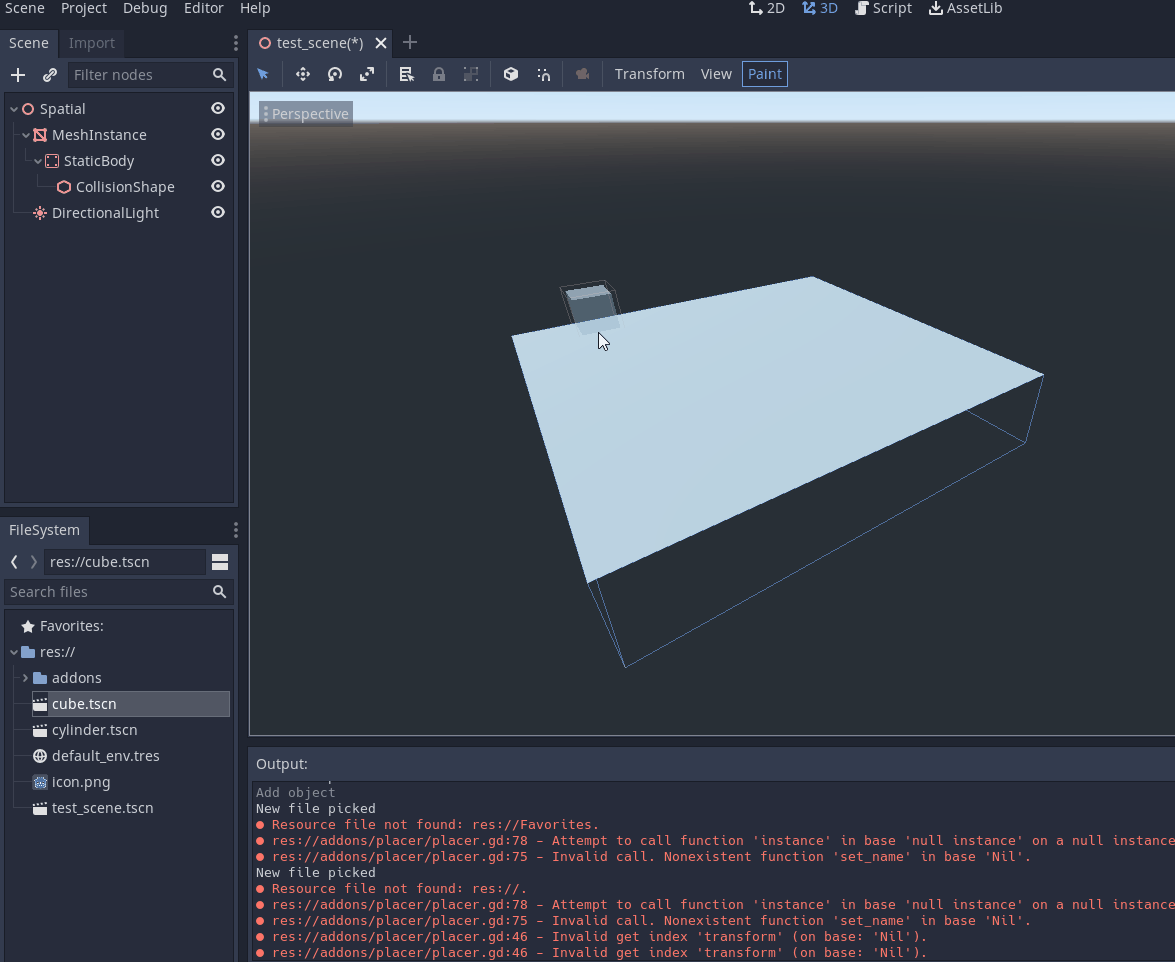 Scene Project Debug Editor Help 2D 3D Script AssetLib
Scene Import test_scene(*)
Filter nodes Transform View Paint
Perspective
Spatial
MeshInstance
StaticBody
CollisionShape
DirectionalLight
FileSystem
res://cube.tscn
Search files
Favorites:
res://
addons
cube.tscn
cylinder.tscn
default_env.tres
icon.png
test_scene.tscn
Output:
Add object
New file picked
Resource file not found: res://Favorites.
res://addons/placer/placer.gd:78 - Attempt to call function 'instance' in base 'null instance' on a null instance
res://addons/placer/placer.gd:75 - Invalid call. Nonexistent function 'set_name' in base 'Nil'.
New file picked
Resource file not found: res://.
res://addons/placer/placer.gd:78 - Attempt to call function 'instance' in base 'null instance' on a null instance
res://addons/placer/placer.gd:75 - Invalid call. Nonexistent function 'set_name' in base 'Nil'.
res://addons/placer/placer.gd:46 - Invalid get index 'transform' (on base: 'Nil').
res://addons/placer/placer.gd:46 - Invalid get index 'transform' (on base: 'Nil').